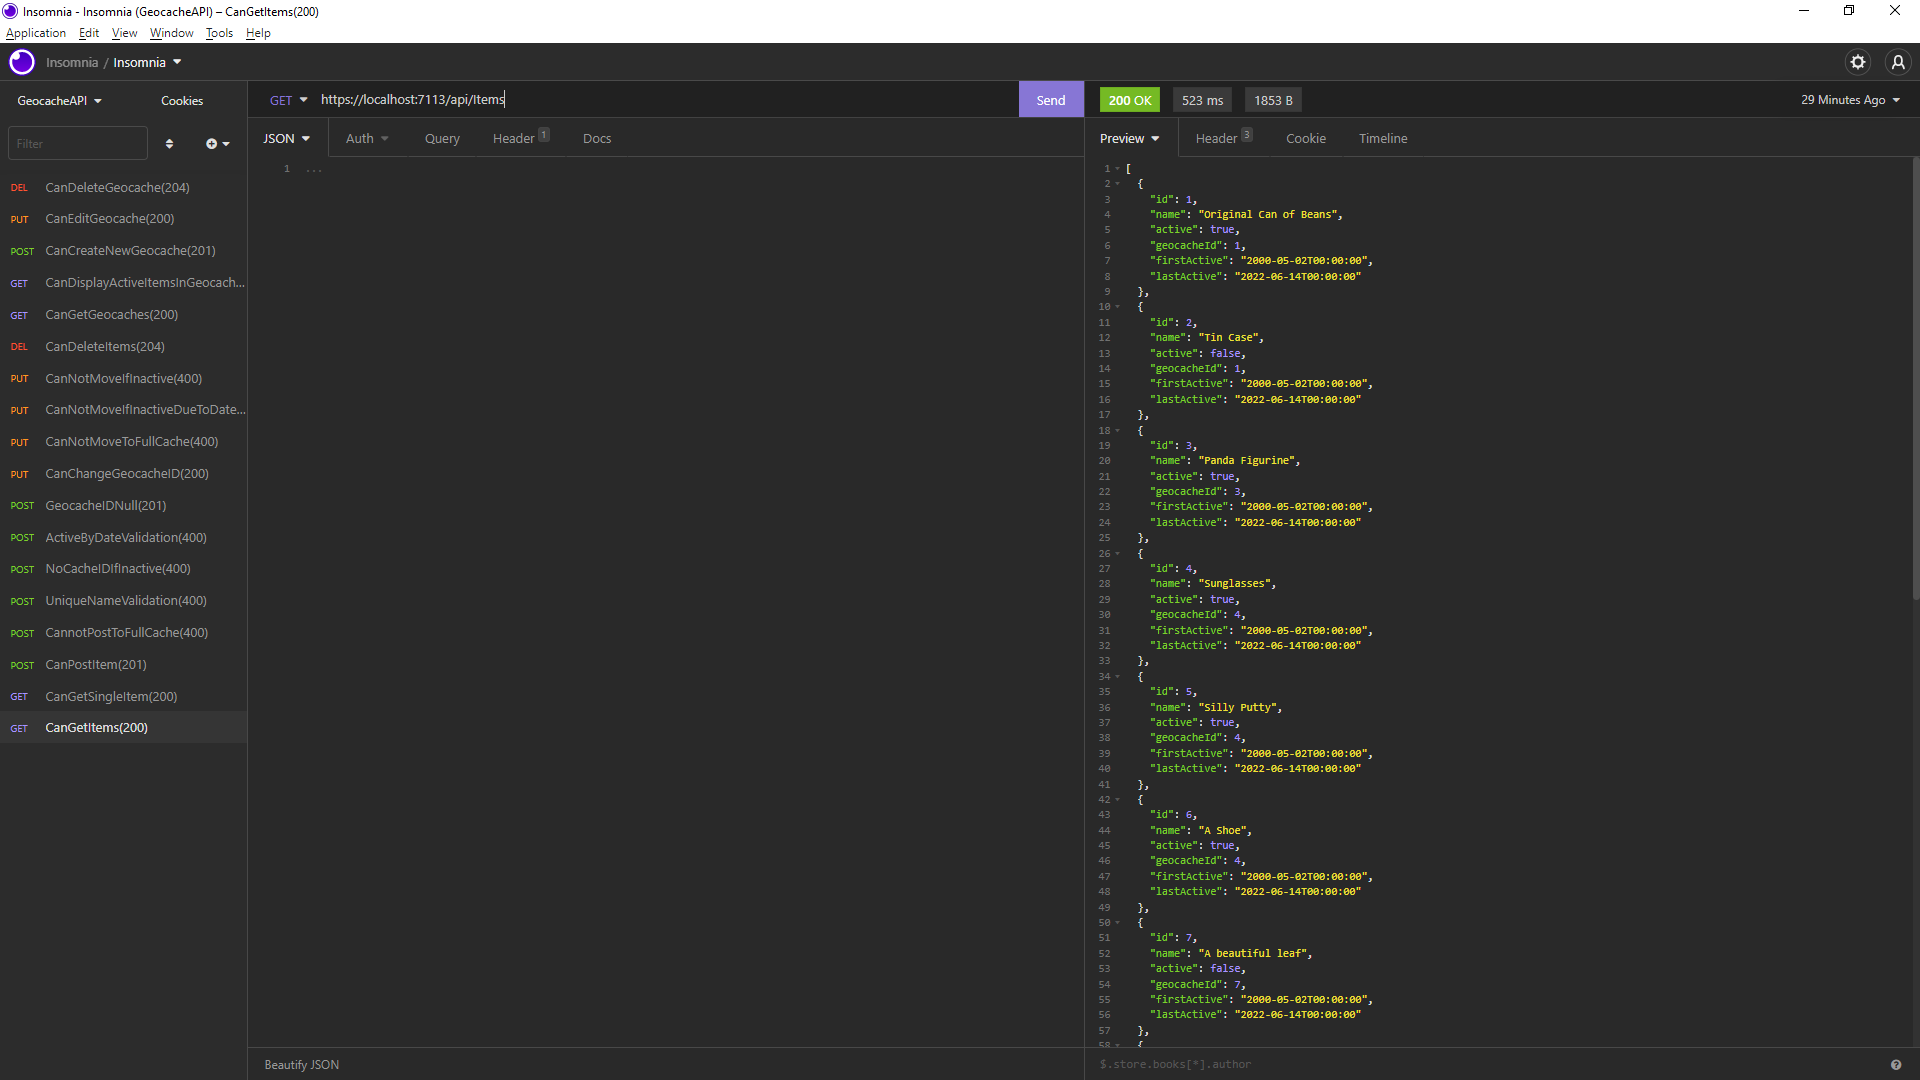 Insomnia - Insomnia (GeocacheAPI) – CanGetItems(200)
Application Edit View Window Tools Help
Insomnia / Insomnia
GeocacheAPI Cookies
Filter
DEL CanDeleteGeocache(204)
PUT CanEditGeocache(200)
POST CanCreateNewGeocache(201)
GET CanDisplayActiveItemsInGeocach...
GET CanGetGeocaches(200)
DEL CanDeleteItems(204)
PUT CanNotMoveIfInactive(400)
PUT CanNotMoveIfInactiveDueToDate...
PUT CanNotMoveToFullCache(400)
PUT CanChangeGeocacheID(200)
POST GeocacheIDNull(201)
POST ActiveByDateValidation(400)
POST NoCacheIDIfInactive(400)
POST UniqueNameValidation(400)
POST CannotPostToFullCache(400)
POST CanPostItem(201)
GET CanGetSingleItem(200)
GET CanGetItems(200)
GET https://localhost:7113/api/Items Send
JSON Auth Query Header 1 Docs
1 ...
Beautify JSON
200 OK 523 ms 1853 B 29 Minutes Ago
Preview Header 3 Cookie Timeline
1 [
2 {
3 "id": 1,
4 "name": "Original Can of Beans",
5 "active": true,
6 "geocacheId": 1,
7 "firstActive": "2000-05-02T00:00:00",
8 "lastActive": "2022-06-14T00:00:00"
9 },
10 {
11 "id": 2,
12 "name": "Tin Case",
13 "active": false,
14 "geocacheId": 1,
15 "firstActive": "2000-05-02T00:00:00",
16 "lastActive": "2022-06-14T00:00:00"
17 },
18 {
19 "id": 3,
20 "name": "Panda Figurine",
21 "active": true,
22 "geocacheId": 3,
23 "firstActive": "2000-05-02T00:00:00",
24 "lastActive": "2022-06-14T00:00:00"
25 },
26 {
27 "id": 4,
28 "name": "Sunglasses",
29 "active": true,
30 "geocacheId": 4,
31 "firstActive": "2000-05-02T00:00:00",
32 "lastActive": "2022-06-14T00:00:00"
33 },
34 {
35 "id": 5,
36 "name": "Silly Putty",
37 "active": true,
38 "geocacheId": 4,
39 "firstActive": "2000-05-02T00:00:00",
40 "lastActive": "2022-06-14T00:00:00"
41 },
42 {
43 "id": 6,
44 "name": "A Shoe",
45 "active": true,
46 "geocacheId": 4,
47 "firstActive": "2000-05-02T00:00:00",
48 "lastActive": "2022-06-14T00:00:00"
49 },
50 {
51 "id": 7,
52 "name": "A beautiful leaf",
53 "active": false,
54 "geocacheId": 7,
55 "firstActive": "2000-05-02T00:00:00",
56 "lastActive": "2022-06-14T00:00:00"
57 },
58 {
$.store.books[*].author